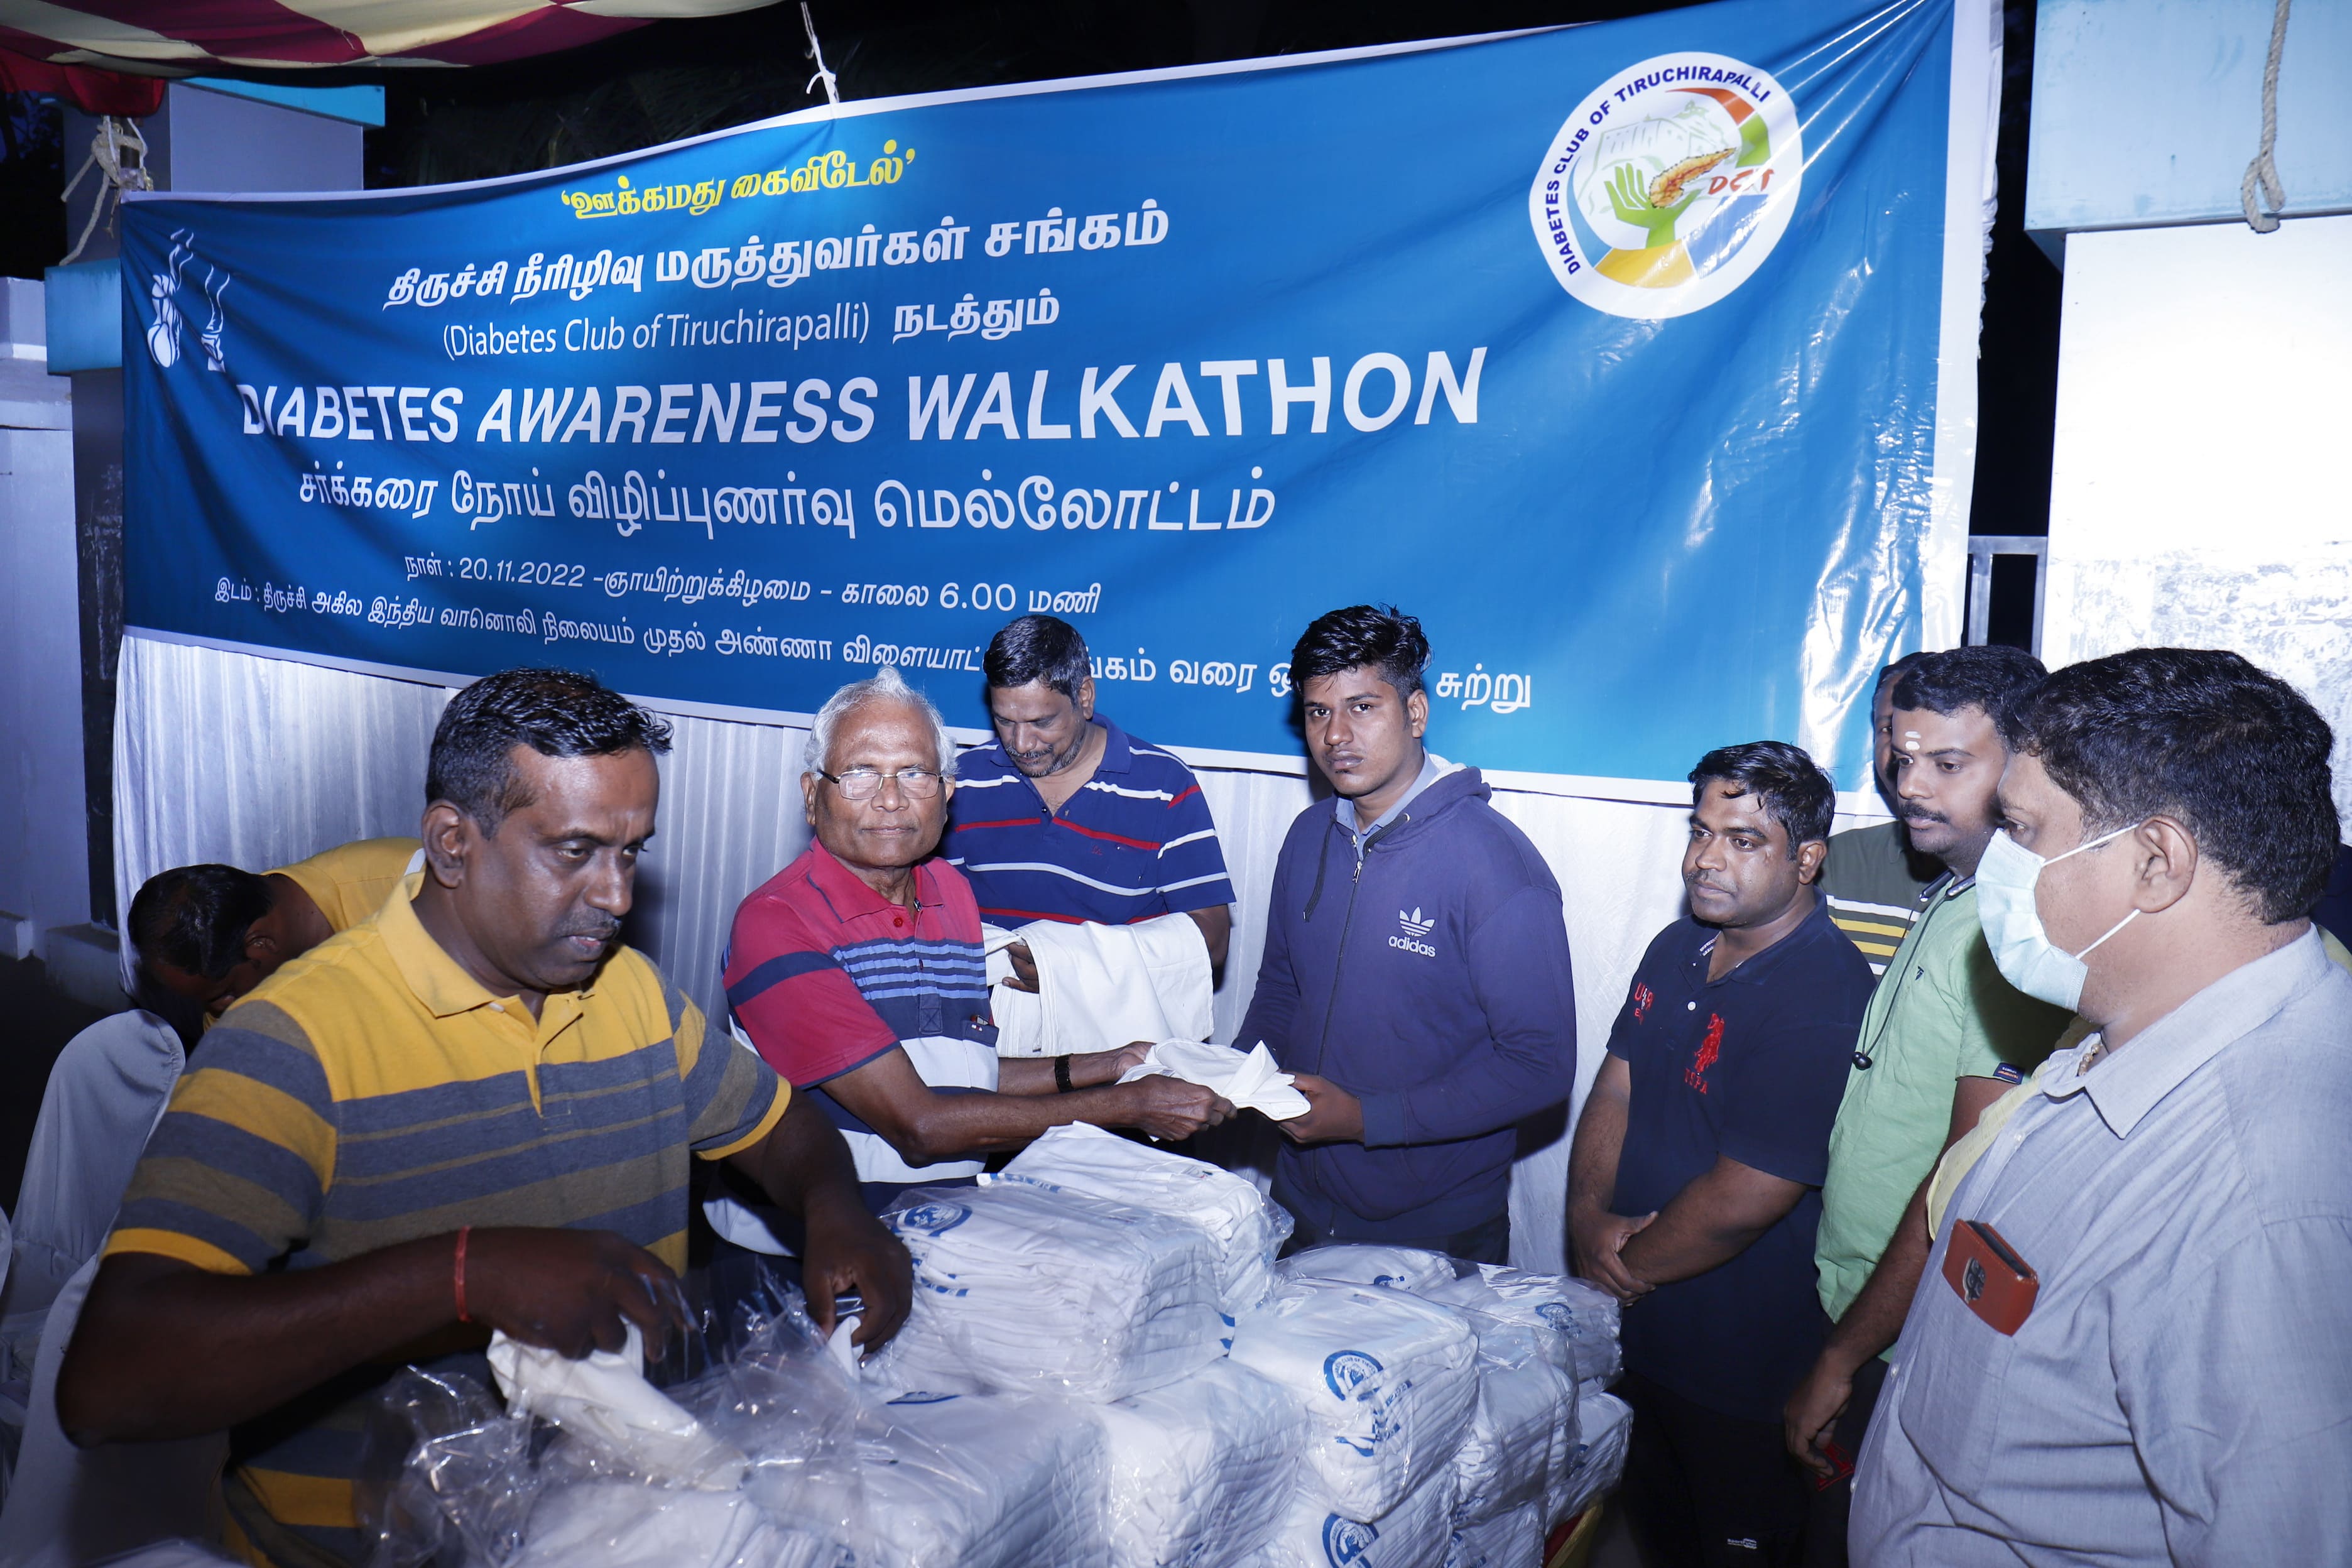 'ஊக்கமது கைவிடேல்'
திருச்சி நீரிழிவு மருத்துவர்கள் சங்கம்
(Diabetes Club of Tiruchirapalli) நடத்தும்
DIABETES AWARENESS WALKATHON
சர்க்கரை நோய் விழிப்புணர்வு மெல்லோட்டம்
நாள் : 20.11.2022 -ஞாயிற்றுக்கிழமை - காலை 6.00 மணி
இடம் : திருச்சி அகில இந்திய வானொலி நிலையம் முதல் அண்ணா வரை சுற்று
DIABETES CLUB OF TIRUCHIRAPALLI
adidas